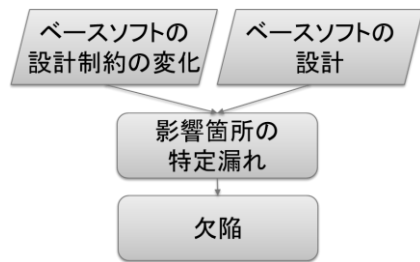 ベースソフトの
設計制約の変化
ベースソフトの
設計
影響箇所の
特定漏れ
欠陥